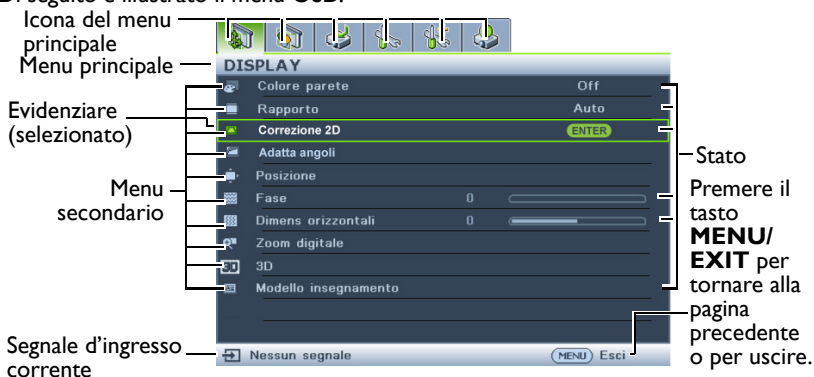 Di seguito è illustrato il menu OSD.
Icona del menu
principale
Menu principale
Evidenziare
(selezionato)
Menu
secondario
Segnale d'ingresso
corrente
DISPLAY
Colore parete Off
Rapporto Auto
Correzione 2D ENTER
Adatta angoli
Posizione
Fase 0
Dimens orizzontali 0
Zoom digitale
3D 3D
Modello insegnamento
Nessun segnale MENU Esci
Stato
Premere il
tasto
MENU/
EXIT per
tornare alla
pagina
precedente
o per uscire.